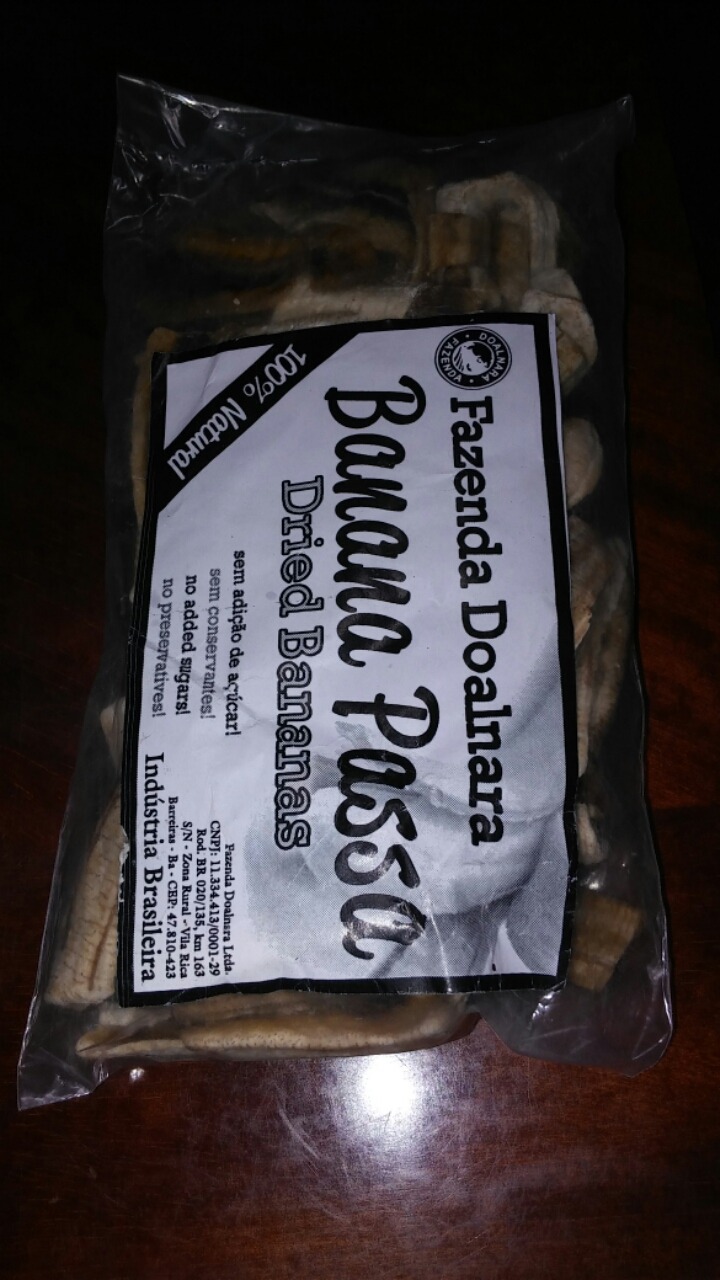 DOALNARA
FAZENDA
Fazenda Doalnara
Banana Passa
Dried Bananas
100% Natural
sem adição de açúcar!
sem conservantes!
no added sugars!
no preservatives!
Fazenda Doalnara Ltda.
CNPJ: 11.334.413/0001-29
Rod. BR 020/135, km 163
S/N - Zona Rural - Vila Rica
Barreiras - Ba - CEP: 47.810-423
Indústria Brasileira